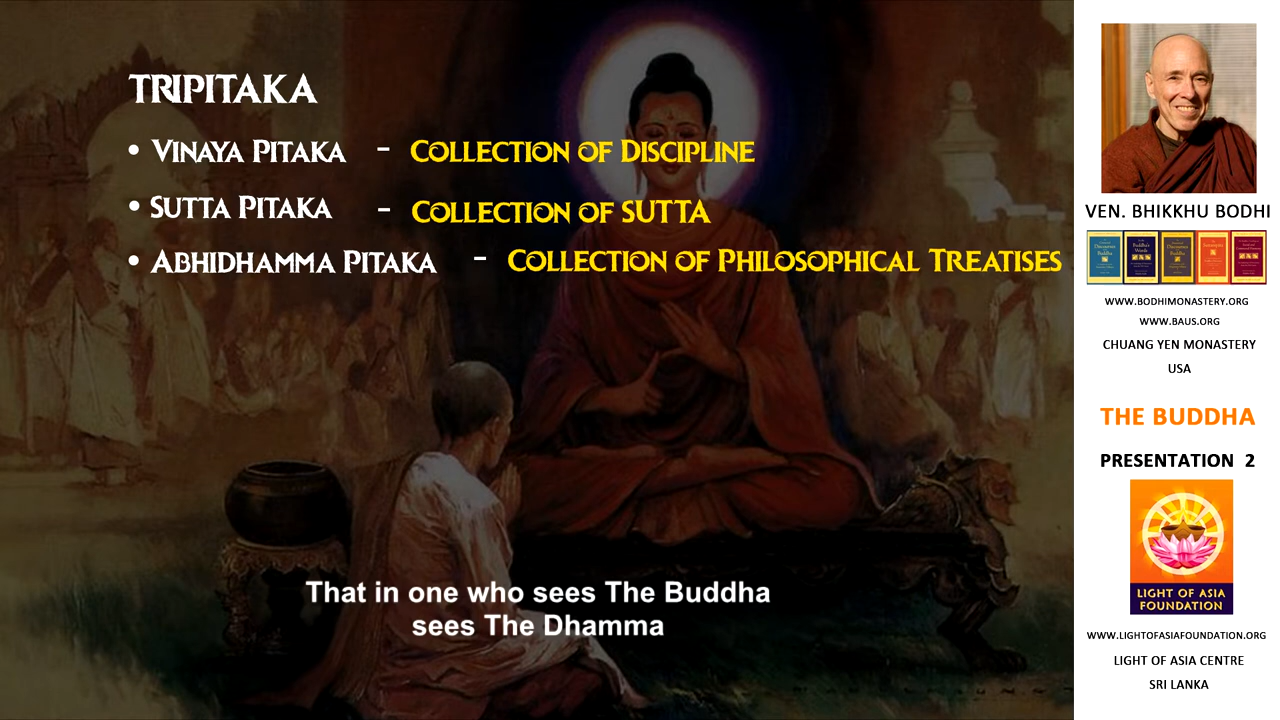 TRIPITAKA
• VINAYA PITAKA - COLLECTION OF DISCIPLINE
• SUTTA PITAKA - COLLECTION OF SUTTA
• ABHIDHAMMA PITAKA - COLLECTION OF PHILOSOPHICAL TREATISES
That in one who sees The Buddha
sees The Dhamma
VEN. BHIKKHU BODHI
WWW.BODHIMONASTERY.ORG
WWW.BAUS.ORG
CHUANG YEN MONASTERY
USA
THE BUDDHA
PRESENTATION 2
LIGHT OF ASIA
FOUNDATION
WWW.LIGHTOFASIAFOUNDATION.ORG
LIGHT OF ASIA CENTRE
SRI LANKA